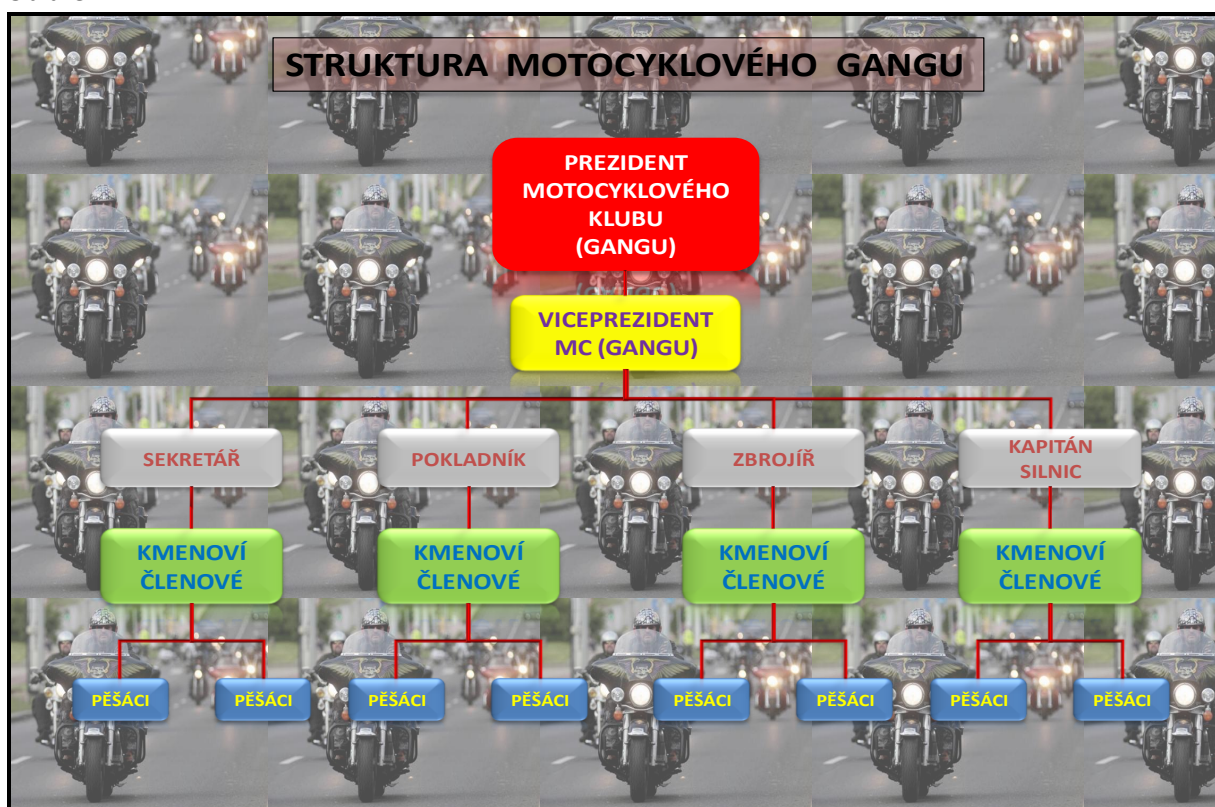 STRUKTURA MOTOCYKLOVÉHO GANGU
PREZIDENT
MOTOCYKLOVÉHO
KLUBU
(GANGU)
VICEPREZIDENT
MC (GANGU)
SEKRETÁŘ
POKLADNÍK
ZBROJÍŘ
KAPITÁN
SILNIC
KMENOVÍ
ČLENOVÉ
KMENOVÍ
ČLENOVÉ
KMENOVÍ
ČLENOVÉ
KMENOVÍ
ČLENOVÉ
PĚŠÁCI
PĚŠÁCI
PĚŠÁCI
PĚŠÁCI
PĚŠÁCI
PĚŠÁCI
PĚŠÁCI
PĚŠÁCI